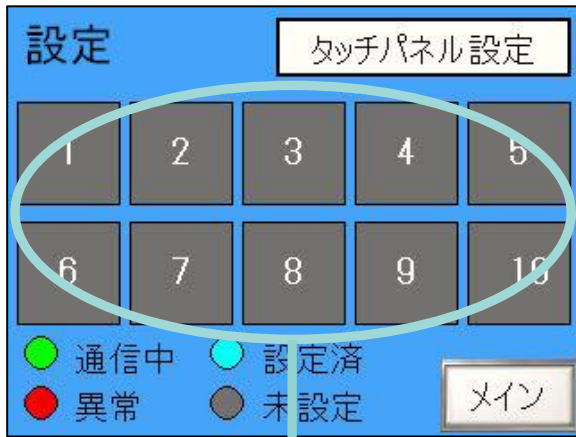 設定
タッチパネル設定
1 2 3 4 5
6 7 8 9 10
通信中 設定済
異常 未設定
メイン